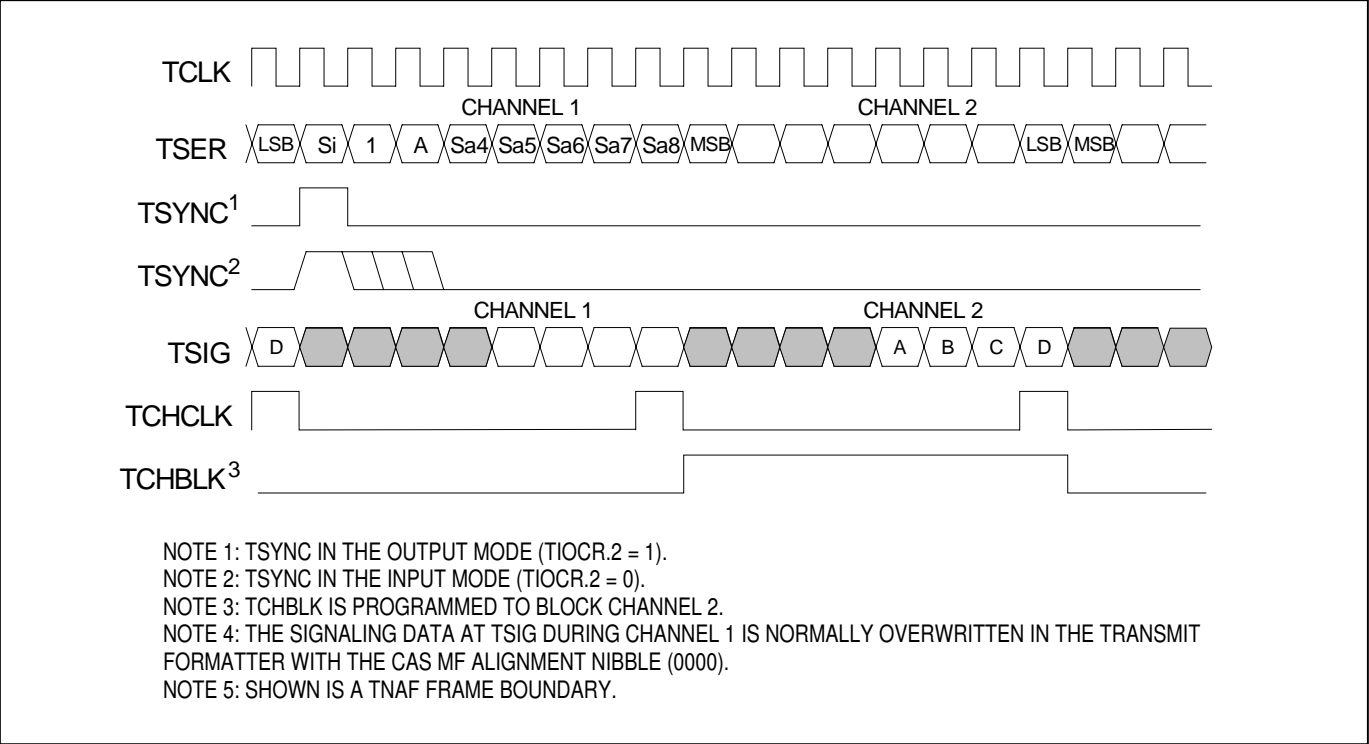 TCLK
CHANNEL 1 CHANNEL 2
TSER LSB Si 1 A Sa4 Sa5 Sa6 Sa7 Sa8 MSB LSB MSB
TSYNC1
TSYNC2
CHANNEL 1 CHANNEL 2
TSIG D A B C D
TCHCLK
TCHBLK3
NOTE 1: TSYNC IN THE OUTPUT MODE (TIOCR.2 = 1).
NOTE 2: TSYNC IN THE INPUT MODE (TIOCR.2 = 0).
NOTE 3: TCHBLK IS PROGRAMMED TO BLOCK CHANNEL 2.
NOTE 4: THE SIGNALING DATA AT TSIG DURING CHANNEL 1 IS NORMALLY OVERWRITTEN IN THE TRANSMIT
FORMATTER WITH THE CAS MF ALIGNMENT NIBBLE (0000).
NOTE 5: SHOWN IS A TNAF FRAME BOUNDARY.